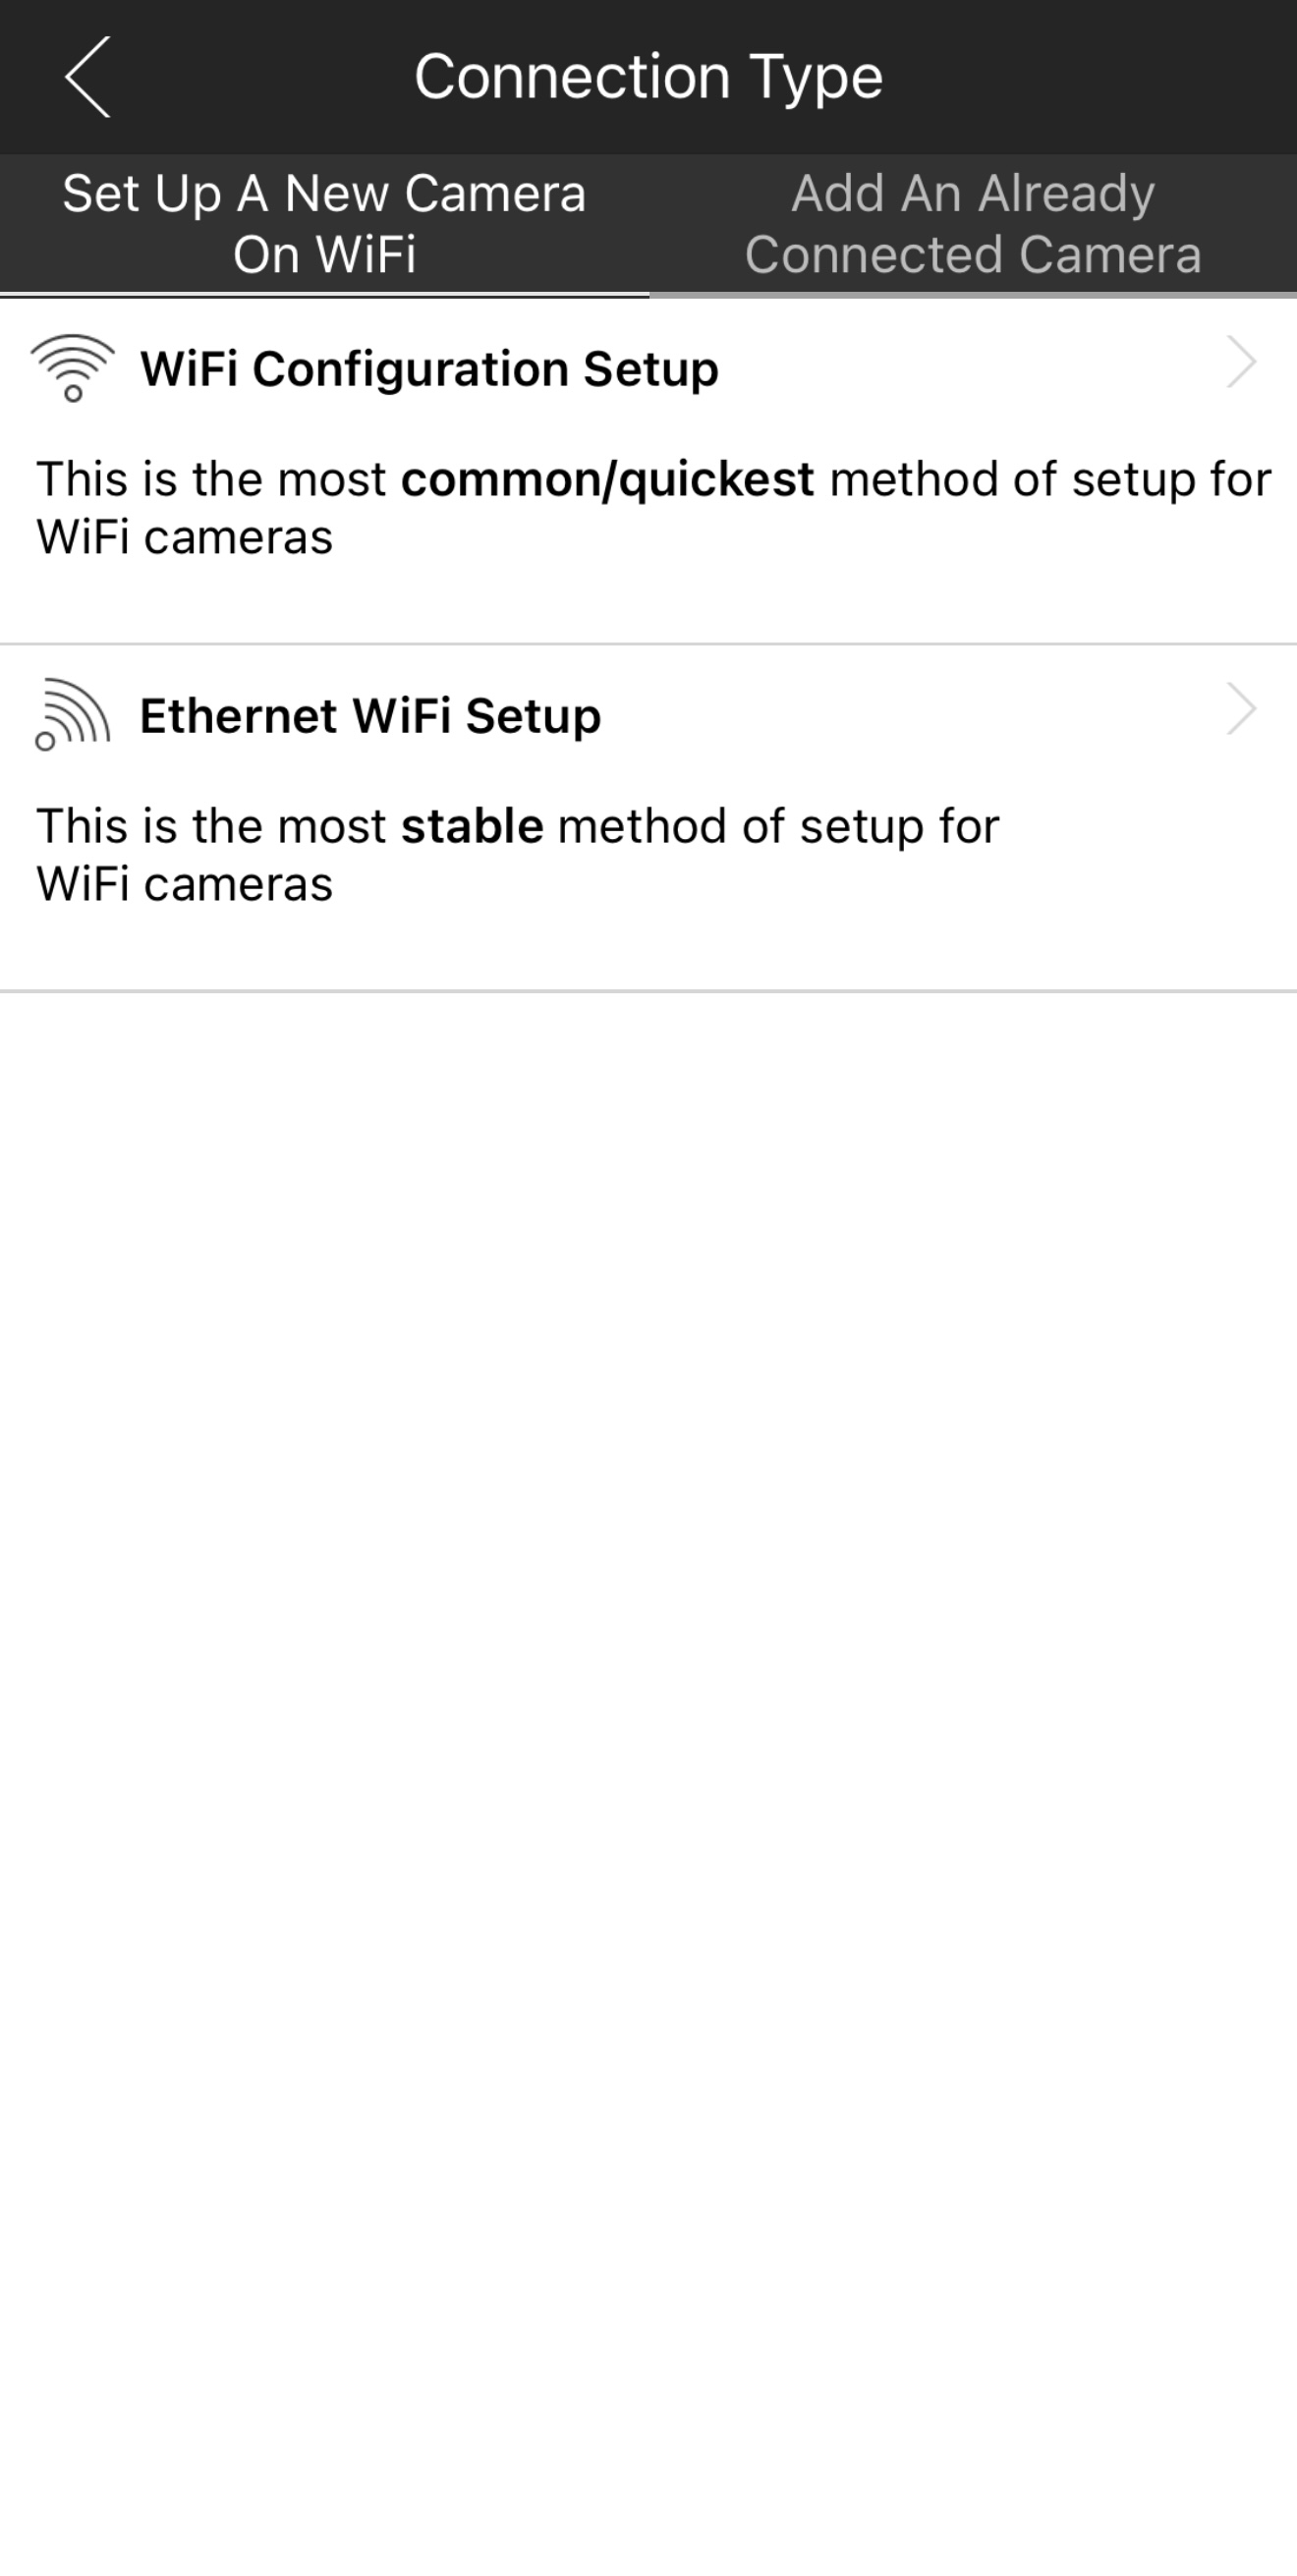 Connection Type
Set Up A New Camera
On WiFi
Add An Already
Connected Camera
WiFi Configuration Setup
This is the most common/quickest method of setup for
WiFi cameras
Ethernet WiFi Setup
This is the most stable method of setup for
WiFi cameras